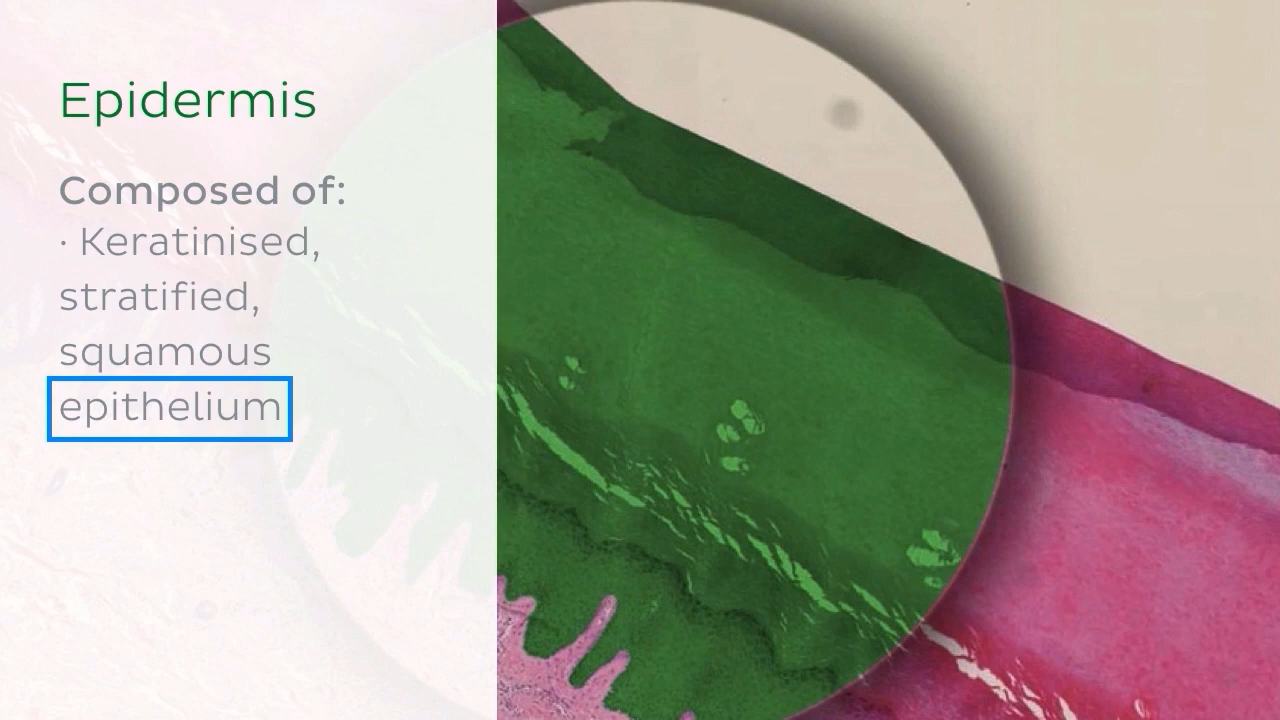 Epidermis
Composed of:
· Keratinised,
stratified,
squamous
epithelium